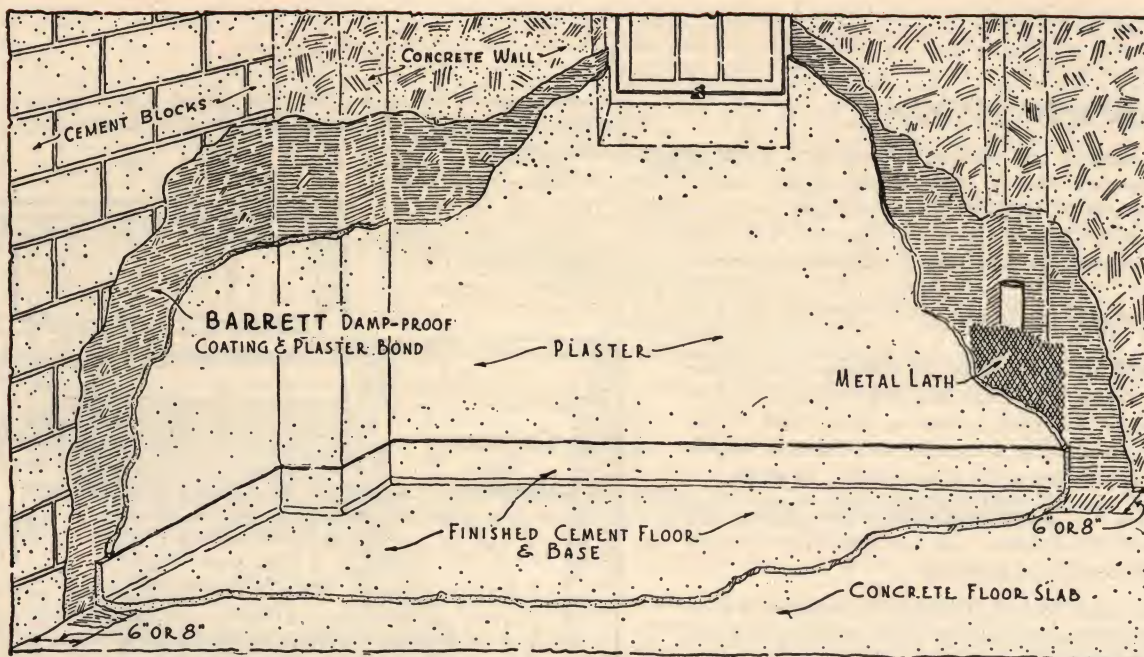 CONCRETE WALL
CEMENT BLOCKS
BARRETT DAMP-PROOF
COATING & PLASTER BOND
PLASTER
METAL LATH
FINISHED CEMENT FLOOR
& BASE
6" OR 8"
CONCRETE FLOOR SLAB
6" OR 8"